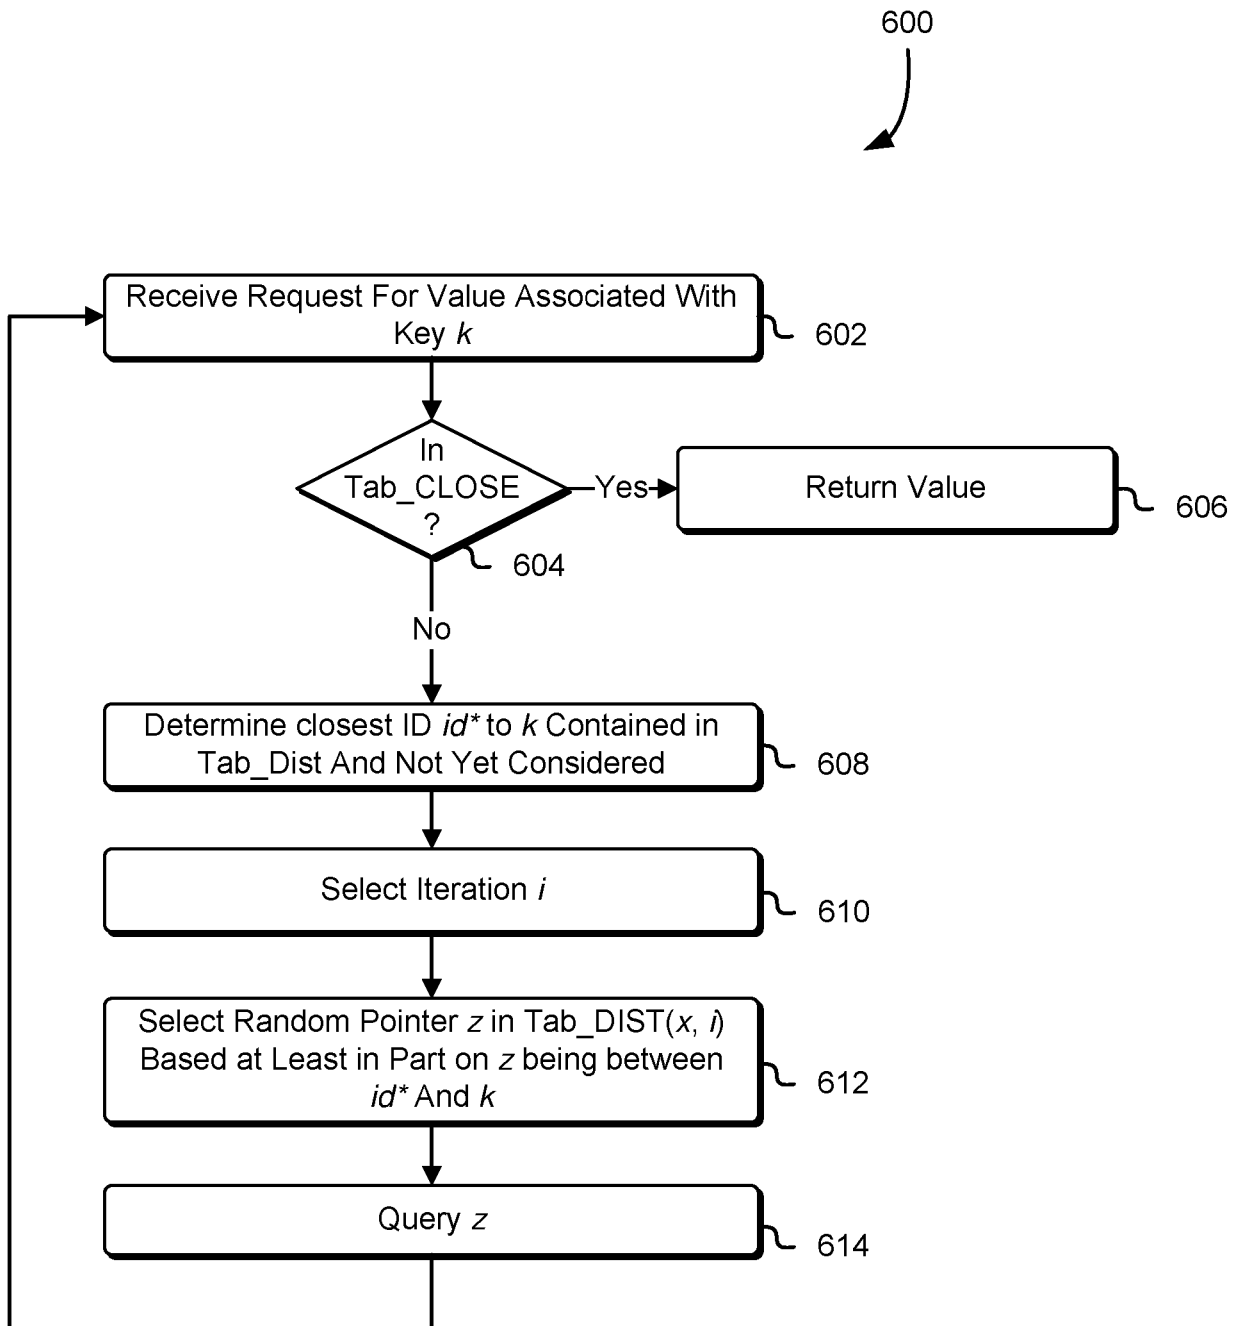 600
Receive Request For Value Associated With
Key k
602
In
Tab_CLOSE
?
Yes
Return Value
606
604
No
Determine closest ID id* to k Contained in
Tab_Dist And Not Yet Considered
608
Select Iteration i
610
Select Random Pointer z in Tab_DIST(x, i)
Based at Least in Part on z being between
id* And k
612
Query z
614